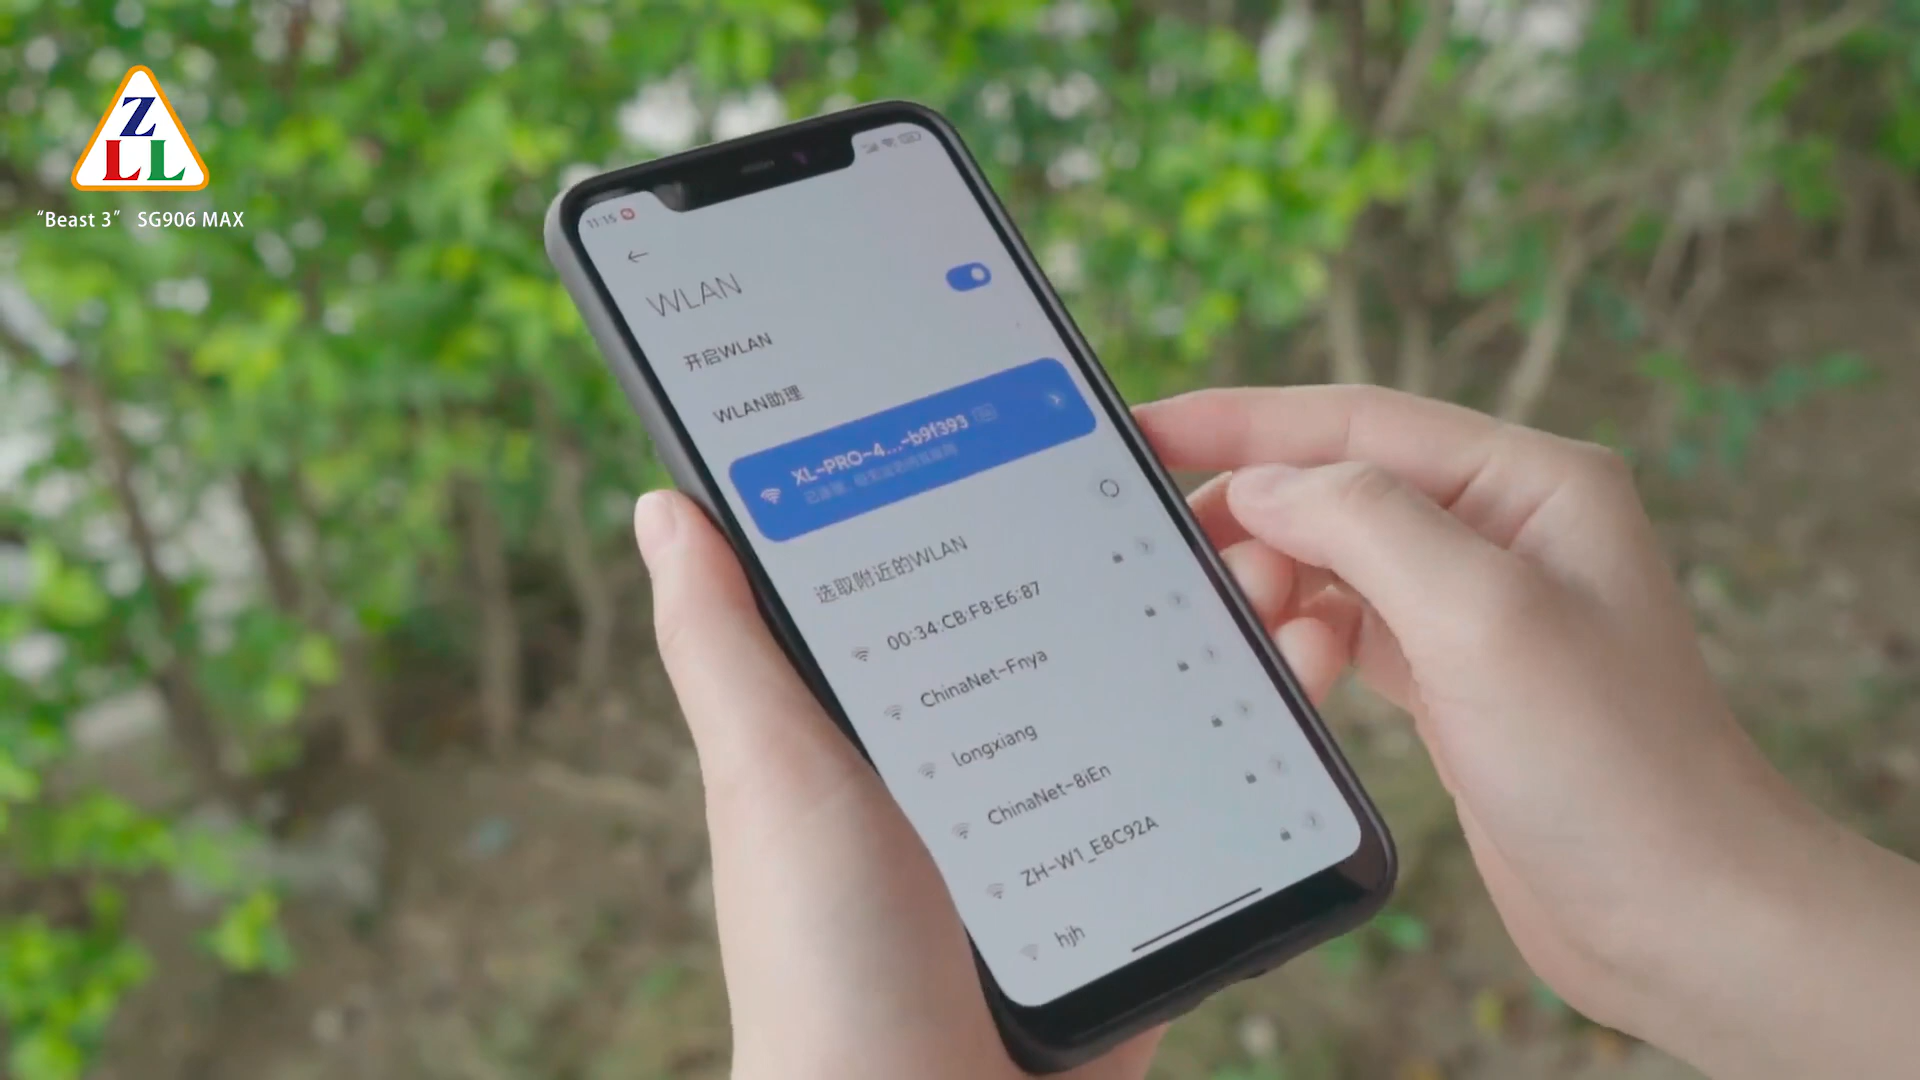 Z
LL
“Beast 3” SG906 MAX
11:15
WLAN
开启WLAN
WLAN助理
XL-PRO-4...-b9f393
选取附近的WLAN
00:34:CB:F8:E6:87
ChinaNet-Fnya
longxiang
ChinaNet-8iEn
ZH-W1_E8C92A
hjh